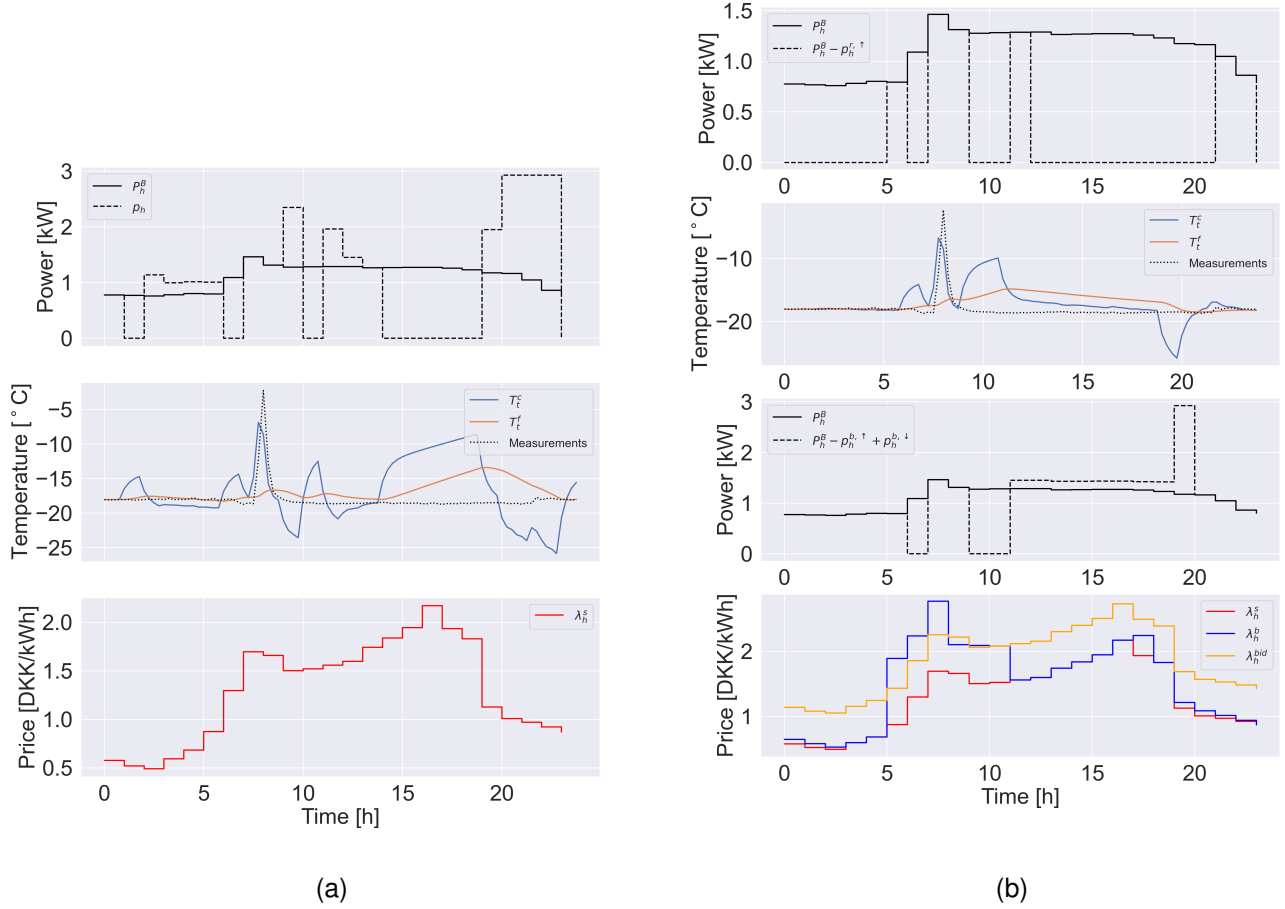 3
2
1
0
Power [kW]
P_h^B
p_h
−5
−10
−15
−20
−25
Temperature [°C]
T_t^c
T_t^f
Measurements
2.0
1.5
1.0
0.5
Price [DKK/kWh]
λ_h^s
0 5 10 15 20
Time [h]
(a)
1.5
1.0
0.5
0.0
Power [kW]
P_h^B
P_h^B − p_h^{r,↑}
0 5 10 15 20
−10
−20
Temperature [°C]
T_t^c
T_t^f
Measurements
0 5 10 15 20
3
2
1
0
Power [kW]
P_h^B
P_h^B − p_h^{b,↑} + p_h^{b,↓}
0 5 10 15 20
2
1
Price [DKK/kWh]
λ_h^s
λ_h^b
λ_h^{bid}
0 5 10 15 20
Time [h]
(b)